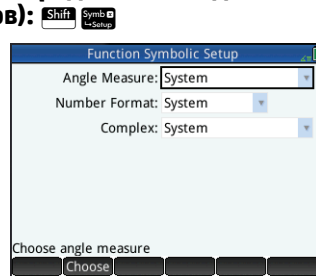 ов): Shift Symb Setup
Function Symbolic Setup
Angle Measure: System
Number Format: System
Complex: System
Choose angle measure
Choose